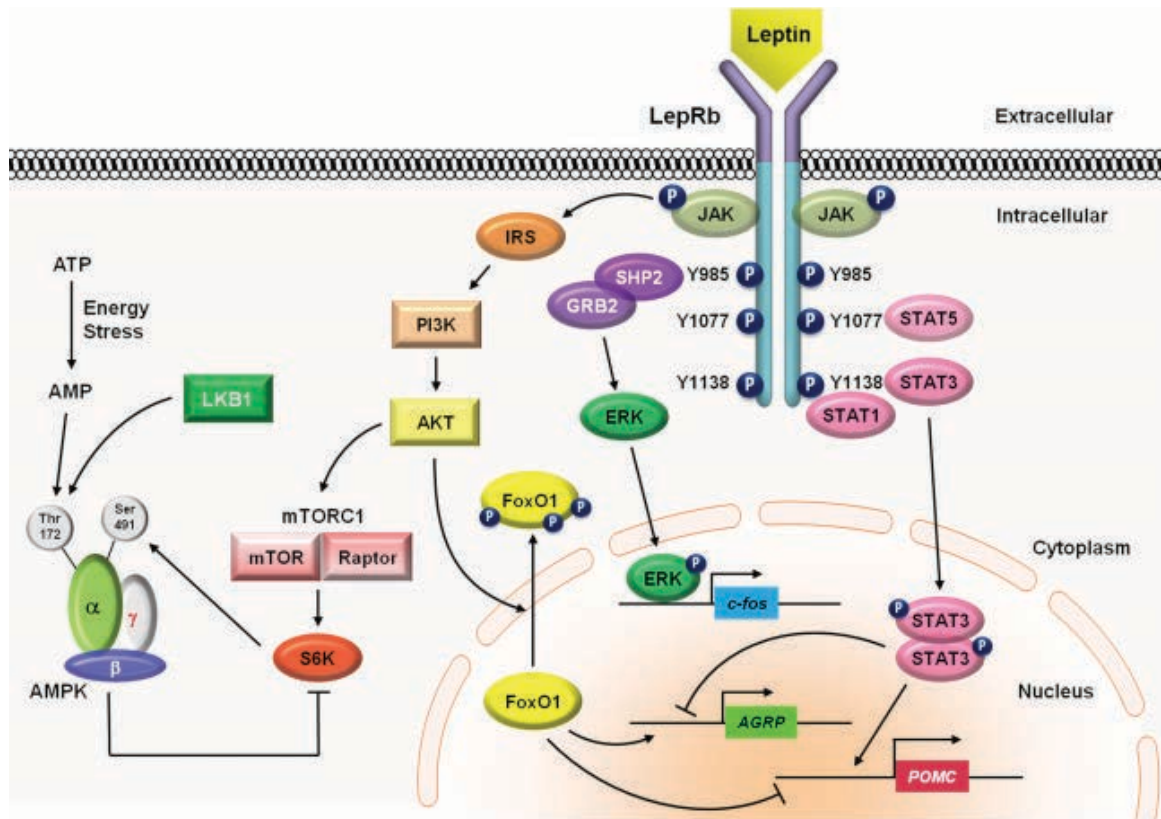 Leptin
LepRb
Extracellular
P
JAK
JAK
P
Intracellular
IRS
ATP
Energy
Stress
SHP2
GRB2
Y985
P
P
Y985
PI3K
Y1077
P
P
Y1077
STAT5
AMP
LKB1
Y1138
P
P
Y1138
STAT3
STAT1
AKT
ERK
FoxO1
P
P
P
Thr
172
Ser
491
mTORC1
mTOR
Raptor
Cytoplasm
ERK
P
c-fos
α
γ
β
S6K
P
STAT3
STAT3
P
AMPK
FoxO1
Nucleus
AGRP
POMC